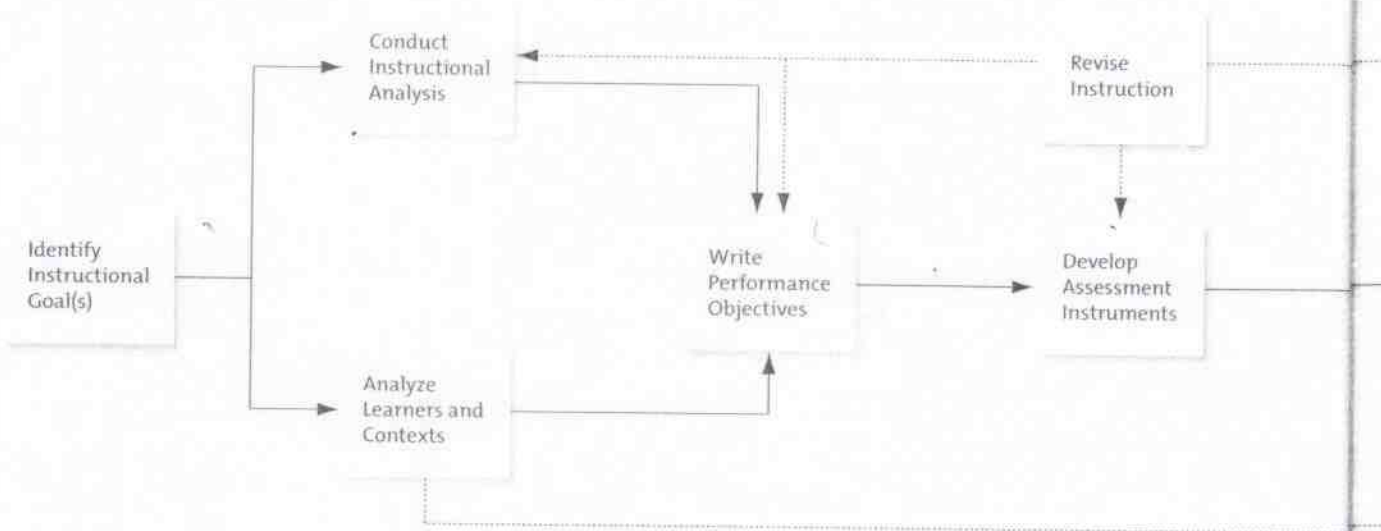 Conduct
Instructional
Analysis
Revise
Instruction
Identify
Instructional
Goal(s)
Write
Performance
Objectives
Develop
Assessment
Instruments
Analyze
Learners and
Contexts